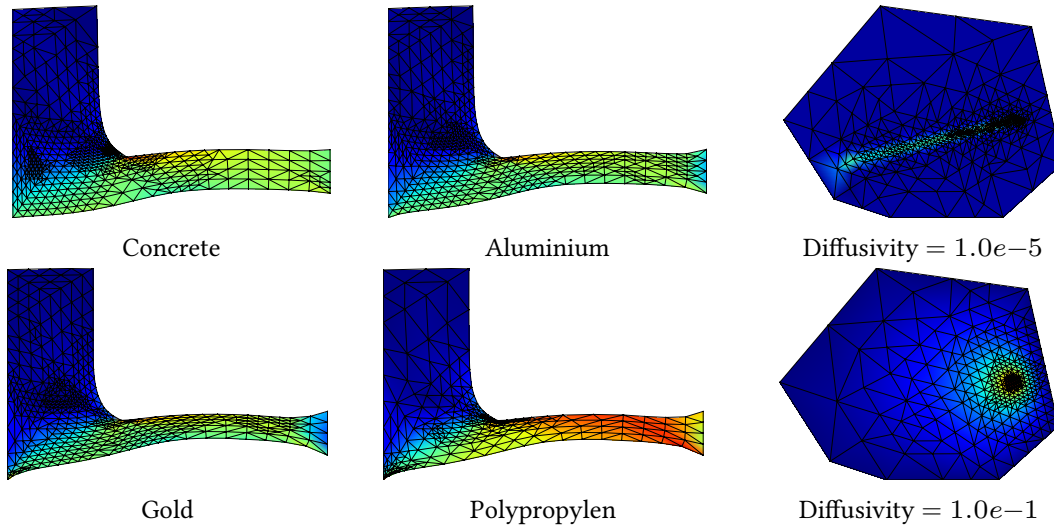 Concrete
Aluminium
Diffusivity = 1.0e−5
Gold
Polypropylen
Diffusivity = 1.0e−1